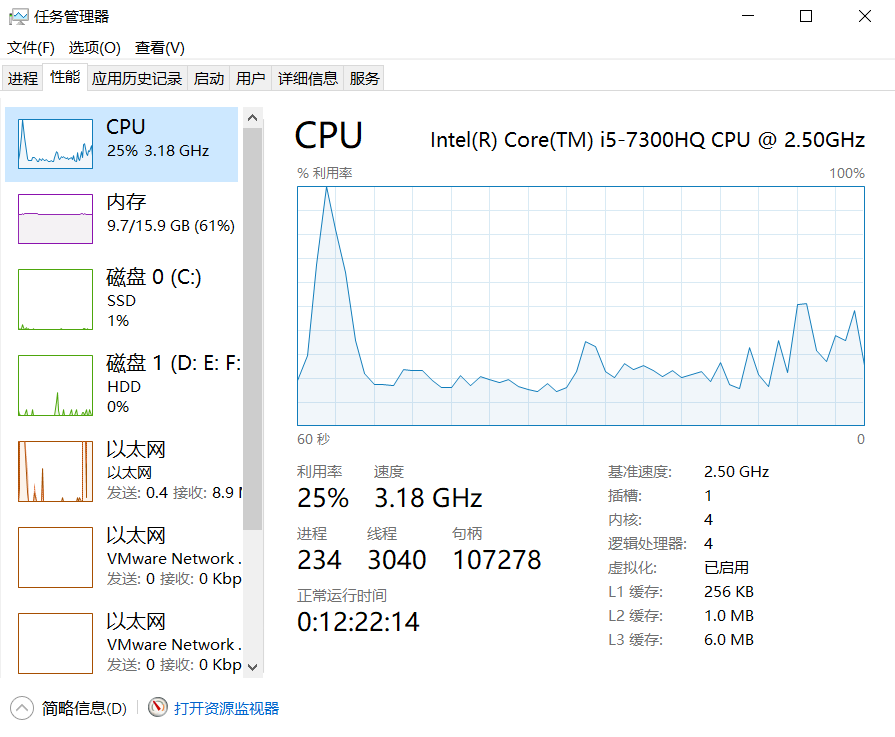 任务管理器
文件(F) 选项(O) 查看(V)
进程 性能 应用历史记录 启动 用户 详细信息 服务
CPU
25% 3.18 GHz
内存
9.7/15.9 GB (61%)
磁盘 0 (C:)
SSD
1%
磁盘 1 (D: E: F:
HDD
0%
以太网
以太网
发送: 0.4 接收: 8.9
以太网
VMware Network .
发送: 0 接收: 0 Kbp
以太网
VMware Network .
发送: 0 接收: 0 Kbp
CPU Intel(R) Core(TM) i5-7300HQ CPU @ 2.50GHz
% 利用率 100%
60 秒 0
利用率 速度
25% 3.18 GHz
进程 线程 句柄
234 3040 107278
正常运行时间
0:12:22:14
基准速度: 2.50 GHz
插槽: 1
内核: 4
逻辑处理器: 4
虚拟化: 已启用
L1 缓存: 256 KB
L2 缓存: 1.0 MB
L3 缓存: 6.0 MB
简略信息(D) 打开资源监视器